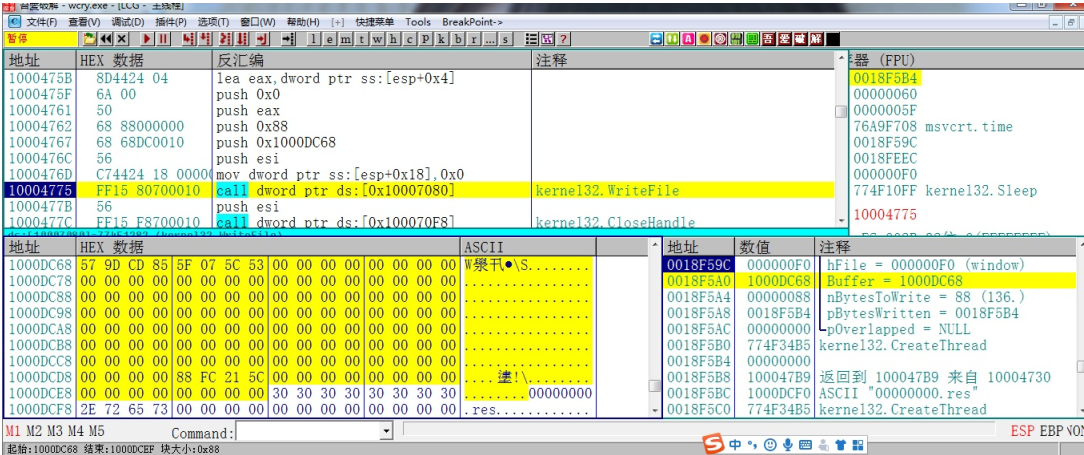 吾爱破解 - wcry.exe - [LCG - 主线程]
文件(F) 查看(V) 调试(D) 插件(P) 选项(T) 窗口(W) 帮助(H) [+] 快捷菜单 Tools BreakPoint->
暂停 l e m t w h c P k b r ... s ? 吾 爱 破 解
地址 HEX 数据 反汇编 注释 (FPU)
1000475B 8D4424 04 lea eax,dword ptr ss:[esp+0x4] 0018F5B4
1000475F 6A 00 push 0x0 00000060
10004761 50 push eax 0000005F
10004762 68 88000000 push 0x88 76A9F708 msvcrt.time
10004767 68 68DC0010 push 0x1000DC68 0018F59C
1000476C 56 push esi 0018FEEC
1000476D C74424 18 0000 mov dword ptr ss:[esp+0x18],0x0 000000F0
10004775 FF15 80700010 call dword ptr ds:[0x10007080] kernel32.WriteFile 774F10FF kernel32.Sleep
1000477B 56 push esi 10004775
1000477C FF15 F8700010 call dword ptr ds:[0x100070F8] kernel32.CloseHandle
地址 HEX 数据 ASCII 地址 数值 注释
1000DC68 57 9D CD 85 5F 07 5C 53 00 00 00 00 00 00 00 00 0018F59C 000000F0 hFile = 000000F0 (window)
1000DC78 00 00 00 00 00 00 00 00 00 00 00 00 00 00 00 00 ................ 0018F5A0 1000DC68 Buffer = 1000DC68
1000DC88 00 00 00 00 00 00 00 00 00 00 00 00 00 00 00 00 ................ 0018F5A4 00000088 nBytesToWrite = 88 (136.)
1000DC98 00 00 00 00 00 00 00 00 00 00 00 00 00 00 00 00 ................ 0018F5A8 0018F5B4 pBytesWritten = 0018F5B4
1000DCA8 00 00 00 00 00 00 00 00 00 00 00 00 00 00 00 00 ................ 0018F5AC 00000000 pOverlapped = NULL
1000DCB8 00 00 00 00 00 00 00 00 00 00 00 00 00 00 00 00 ................ 0018F5B0 774F34B5 kernel32.CreateThread
1000DCC8 00 00 00 00 00 00 00 00 00 00 00 00 00 00 00 00 ................ 0018F5B4 00000000
1000DCD8 00 00 00 00 88 FC 21 5C 00 00 00 00 00 00 00 00 0018F5B8 100047B9 返回到 100047B9 来自 10004730
1000DCE8 00 00 00 00 00 00 00 00 30 30 30 30 30 30 30 30 ........00000000 0018F5BC 1000DCF0 ASCII "00000000.res"
1000DCF8 2E 72 65 73 00 00 00 00 00 00 00 00 00 00 00 00 .res............ 0018F5C0 774F34B5 kernel32.CreateThread
M1 M2 M3 M4 M5 Command: ESP EBP NON
起始:1000DC68 结束:1000DCEF 块大小:0x88 中